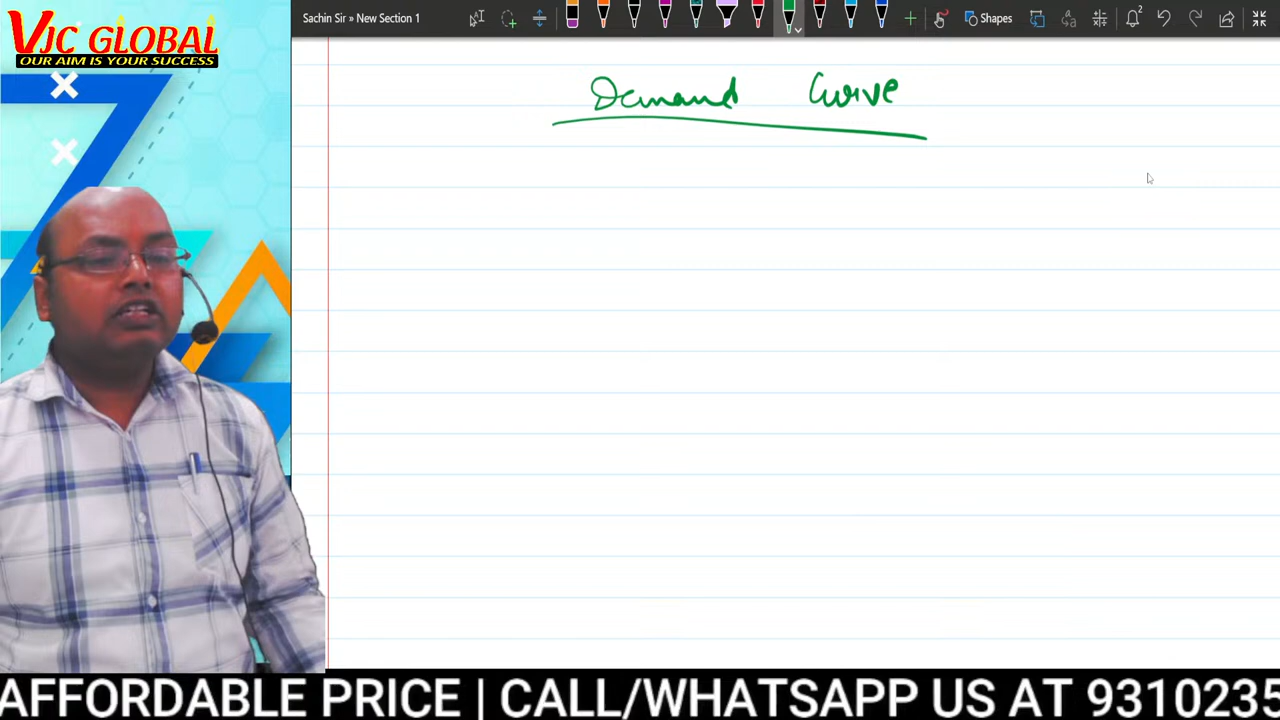 VJC GLOBAL
OUR AIM IS YOUR SUCCESS
Sachin Sir » New Section 1
Shapes
2
Demand Curve
AFFORDABLE PRICE | CALL/WHATSAPP US AT 9310235